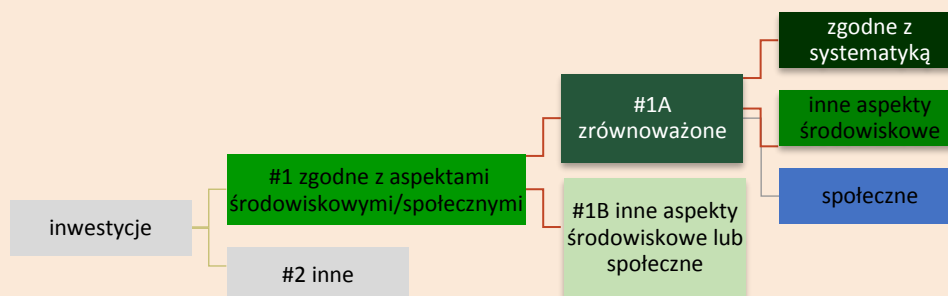 inwestycje
#1 zgodne z aspektami
środowiskowymi/społecznymi
#2 inne
#1A
zrównoważone
#1B inne aspekty
środowiskowe lub
społeczne
zgodne z
systematyką
inne aspekty
środowiskowe
społeczne